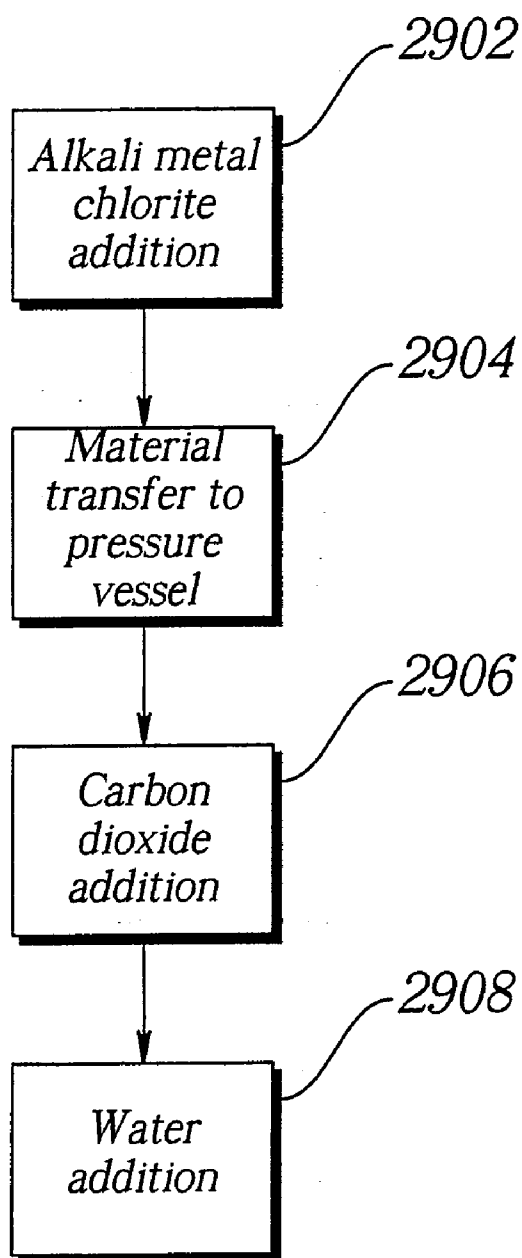 2902
Alkali metal
chlorite
addition
2904
Material
transfer to
pressure
vessel
2906
Carbon
dioxide
addition
2908
Water
addition